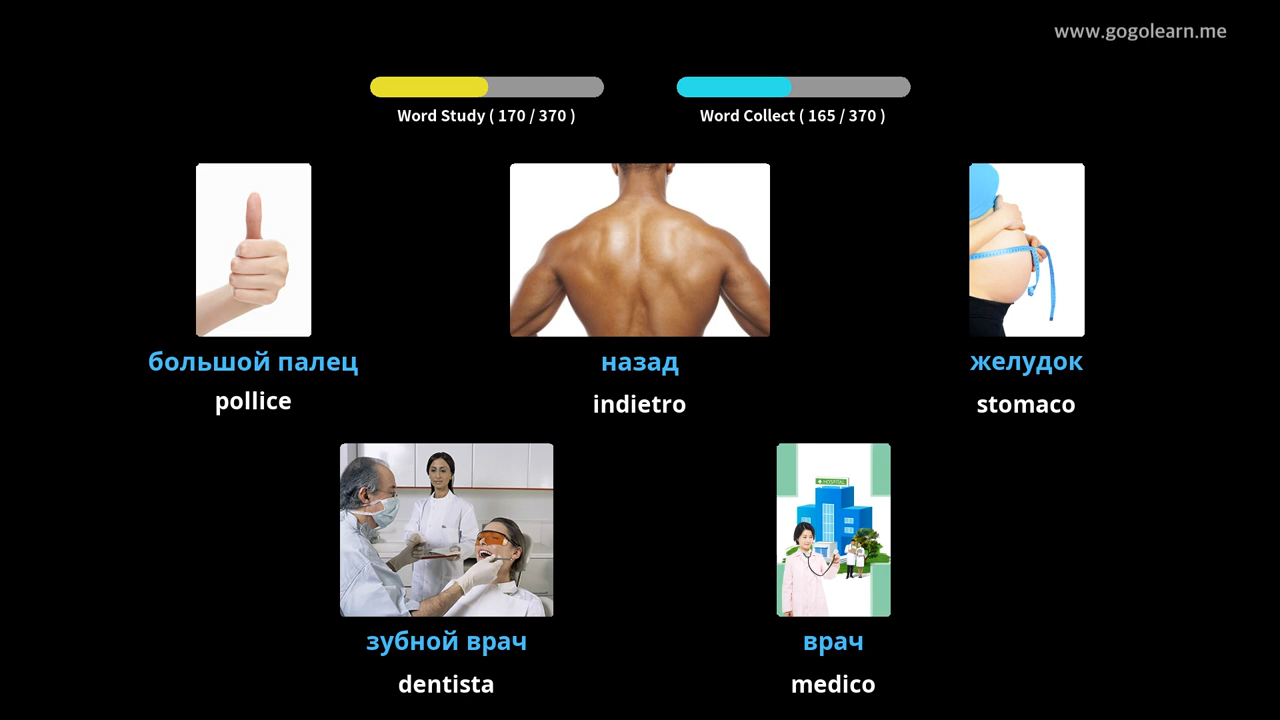 www.gogolearn.me
Word Study ( 170 / 370 )
Word Collect ( 165 / 370 )
большой палец
pollice
назад
indietro
желудок
stomaco
HOSPITAL
зубной врач
dentista
врач
medico